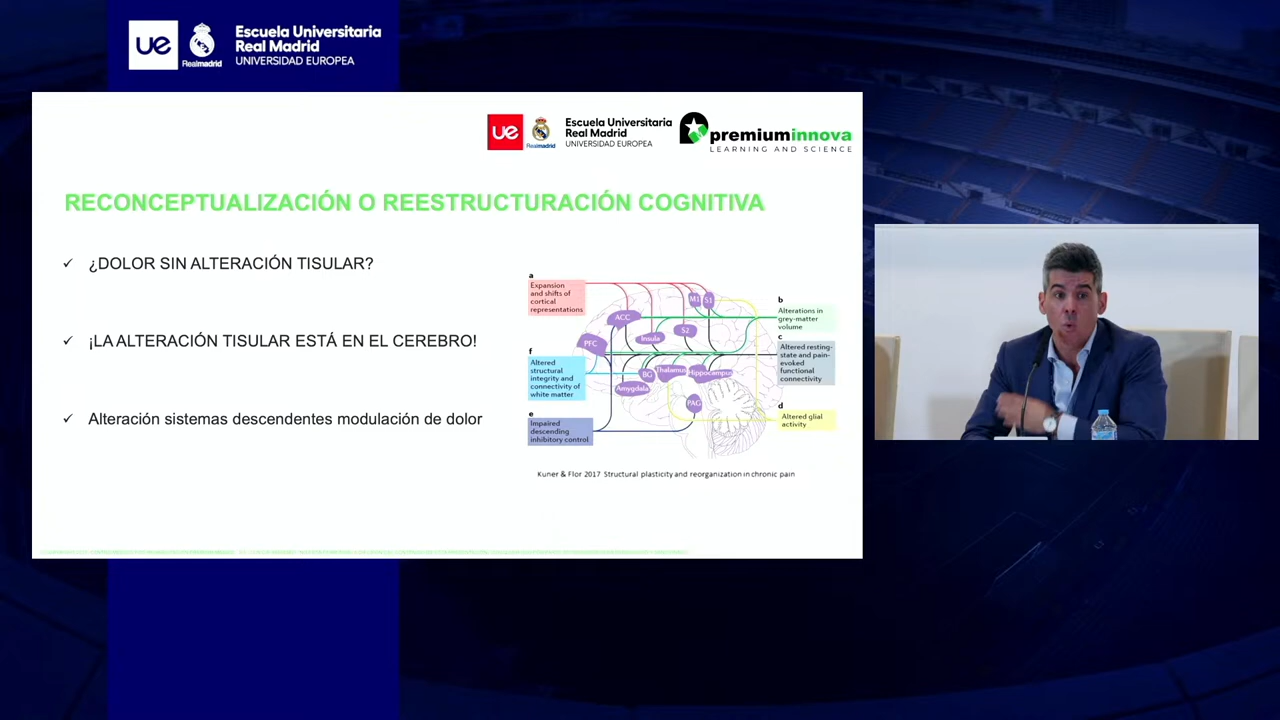 ue
Realmadrid
Escuela Universitaria
Real Madrid
UNIVERSIDAD EUROPEA
ue
Realmadrid
Escuela Universitaria
Real Madrid
UNIVERSIDAD EUROPEA
premiuminnova
LEARNING AND SCIENCE
RECONCEPTUALIZACIÓN O REESTRUCTURACIÓN COGNITIVA
✓ ¿DOLOR SIN ALTERACIÓN TISULAR?
✓ ¡LA ALTERACIÓN TISULAR ESTÁ EN EL CEREBRO!
✓ Alteración sistemas descendentes modulación de dolor
a
Expansion
and shifts of
cortical
representations
f
Altered
structural
integrity and
connectivity of
white matter
e
Impaired
descending
inhibitory control
M1
S1
ACC
S2
Insula
PFC
BG
Thalamus
Hippocampus
Amygdala
PAG
b
Alterations in
grey-matter
volume
c
Altered resting-
state and pain-
evoked
functional
connectivity
d
Altered glial
activity
Kuner & Flor 2017 Structural plasticity and reorganization in chronic pain